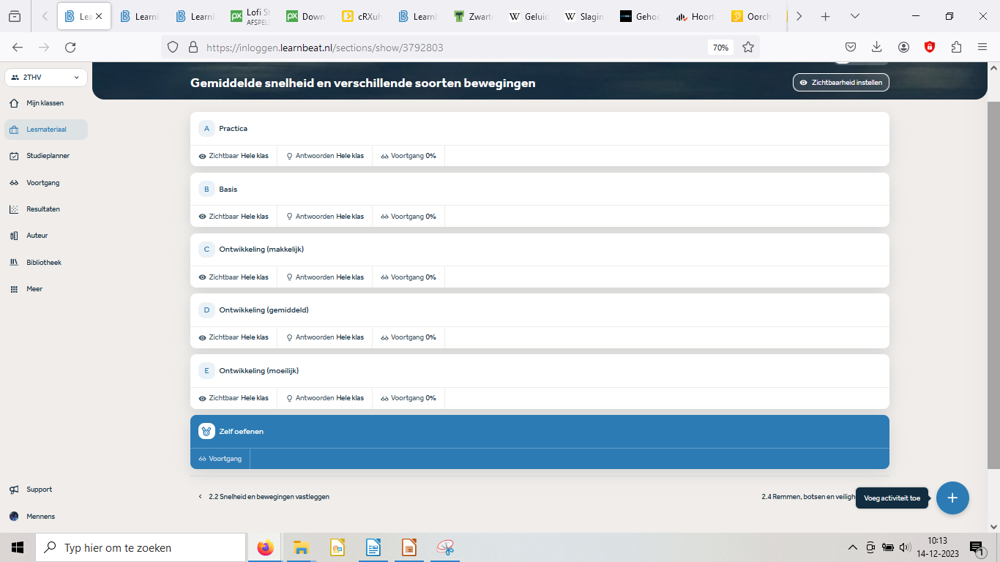 Lea
Learnl
Learnl
Lofi St
AFSPEL
Down
cRXuh
Learnl
Zwart
Geluid
Slagin
Gehoo
Hoort
Oorch
https://inloggen.learnbeat.nl/sections/show/3792803
70%
2THV
Gemiddelde snelheid en verschillende soorten bewegingen
Zichtbaarheid instellen
Mijn klassen
Lesmateriaal
Studieplanner
Voortgang
Resultaten
Auteur
Bibliotheek
Meer
A Practica
Zichtbaar Hele klas Antwoorden Hele klas Voortgang 0%
B Basis
Zichtbaar Hele klas Antwoorden Hele klas Voortgang 0%
C Ontwikkeling (makkelijk)
Zichtbaar Hele klas Antwoorden Hele klas Voortgang 0%
D Ontwikkeling (gemiddeld)
Zichtbaar Hele klas Antwoorden Hele klas Voortgang 0%
E Ontwikkeling (moeilijk)
Zichtbaar Hele klas Antwoorden Hele klas Voortgang 0%
Zelf oefenen
Voortgang
2.2 Snelheid en bewegingen vastleggen
2.4 Remmen, botsen en veiligh
Voeg activiteit toe
Support
Mennens
Typ hier om te zoeken
10:13
14-12-2023
1